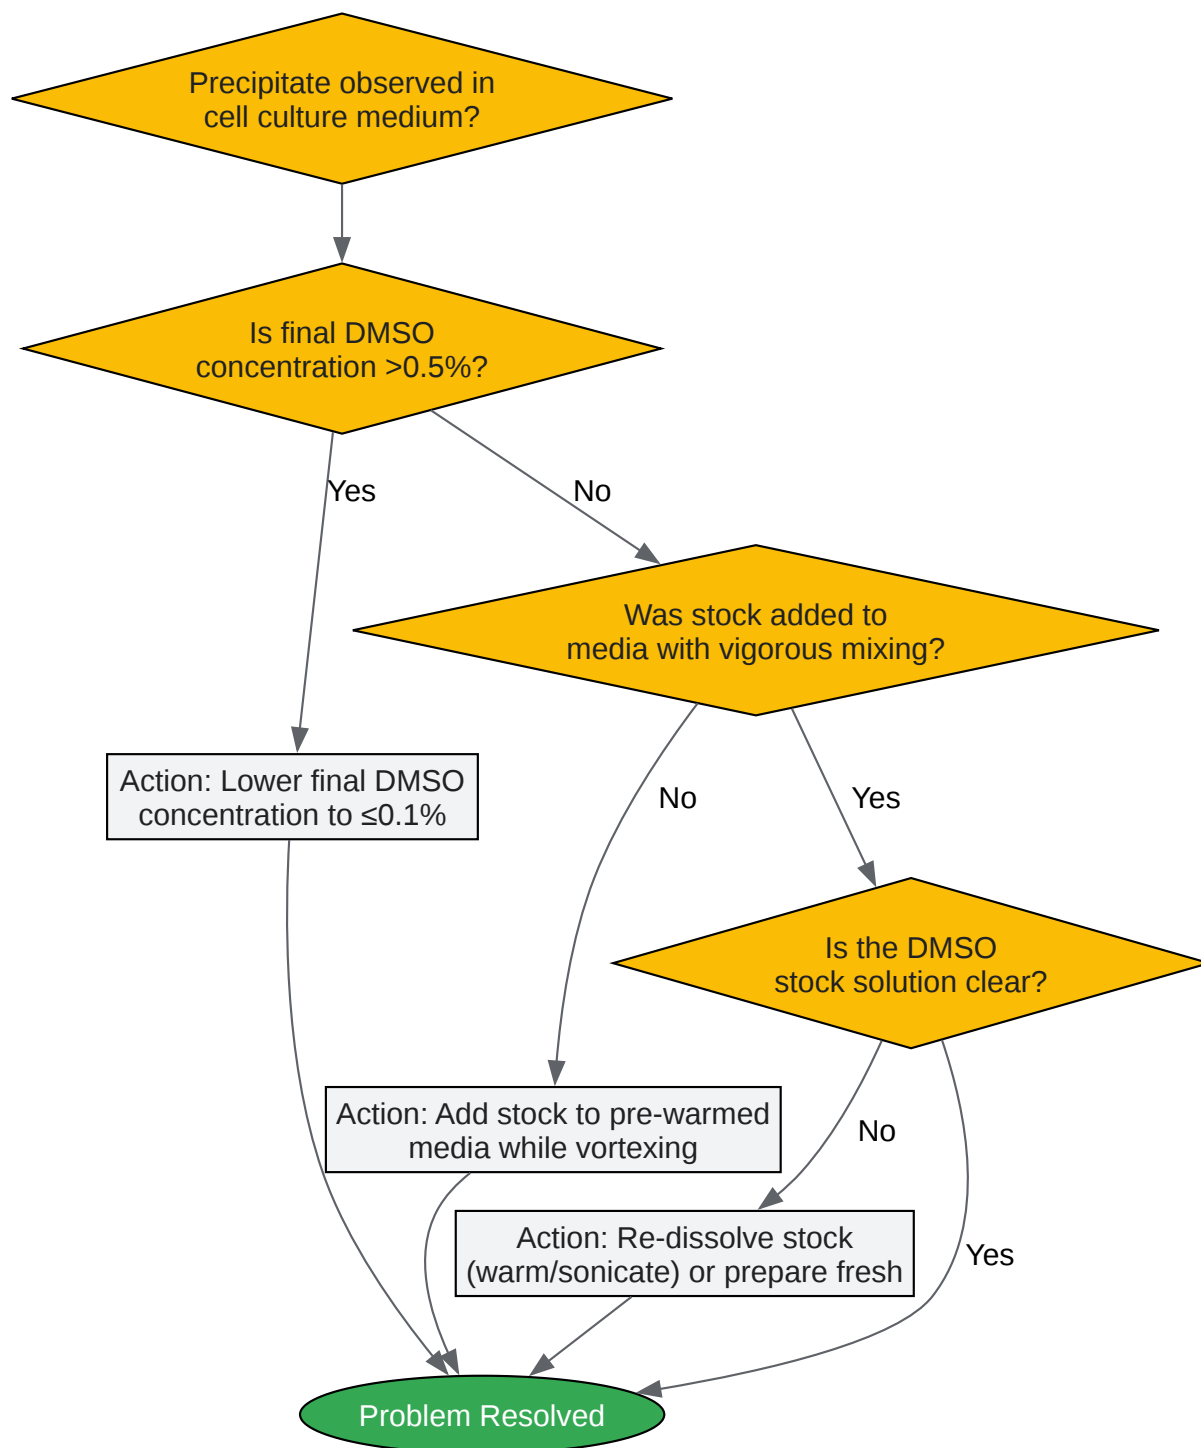 Precipitate observed in
cell culture medium?
Is final DMSO
concentration >0.5%?
Yes
No
Was stock added to
media with vigorous mixing?
Action: Lower final DMSO
concentration to ≤0.1%
No
Yes
Is the DMSO
stock solution clear?
Action: Add stock to pre-warmed
media while vortexing
No
Action: Re-dissolve stock
(warm/sonicate) or prepare fresh
Yes
Problem Resolved